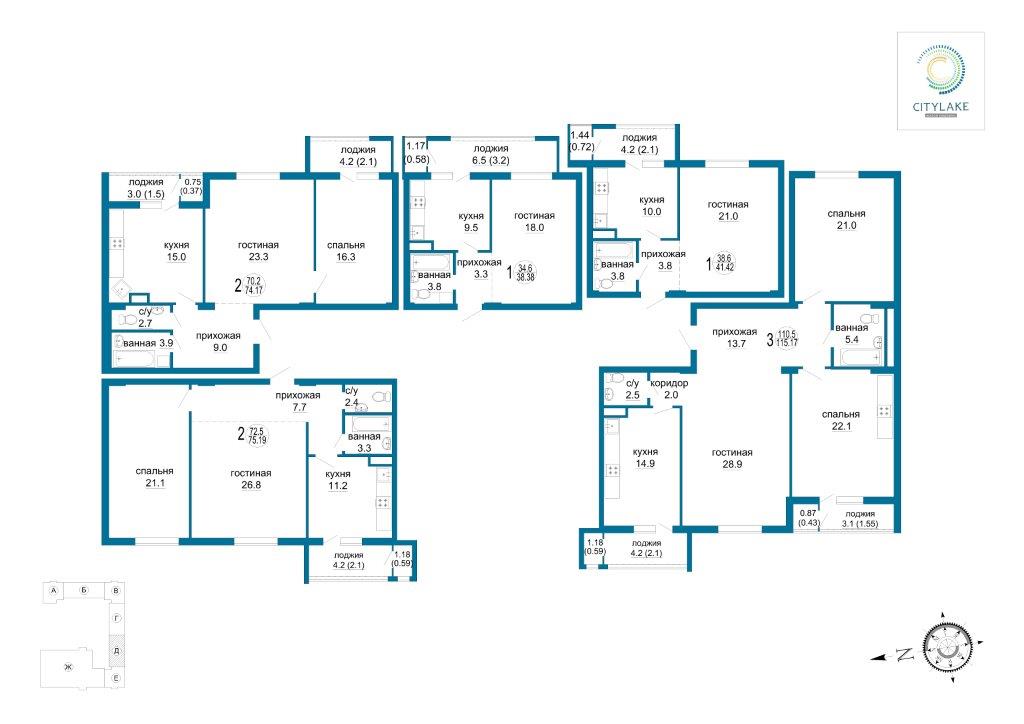 CITYLAKE
1.44
(0.72)
лоджия
4.2 (2.1)
лоджия
4.2 (2.1)
1.17
(0.58)
лоджия
6.5 (3.2)
лоджия
3.0 (1.5)
0.75
(0.37)
кухня
15.0
гостиная
23.3
спальня
16.3
2
70.2
74.17
с/у
2.7
ванная 3.9
прихожая
9.0
кухня
9.5
гостиная
18.0
ванная
3.8
прихожая
3.3
1
34.6
38.38
кухня
10.0
гостиная
21.0
ванная
3.8
прихожая
3.8
1
38.6
41.42
спальня
21.0
прихожая
13.7
3
110.5
115.17
ванная
5.4
с/у
2.5
коридор
2.0
кухня
14.9
гостиная
28.9
спальня
22.1
0.87
(0.43)
лоджия
3.1 (1.55)
1.18
(0.59)
лоджия
4.2 (2.1)
прихожая
7.7
с/у
2.4
2
72.5
75.19
ванная
3.3
спальня
21.1
гостиная
26.8
кухня
11.2
лоджия
4.2 (2.1)
1.18
(0.59)
А
Б
В
Г
Д
Е
Ж
N